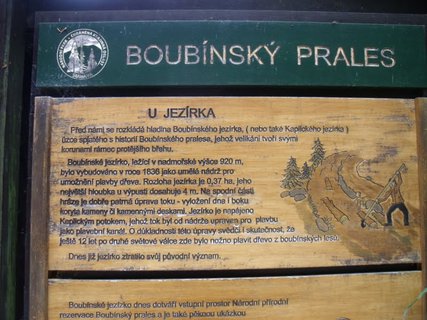 BOUBÍNSKÝ PRALES
U JEZÍRKA
Před námi se rozkládá hladina Boubínského jezírka, ( nebo také Kaplického jezírka )
úzce spjatého s historií Boubínského pralesa, jehož velikáni tvoří svými
korunami rámec protějšího břehu.
Boubínské jezírko, ležící v nadmořské výšce 920 m,
bylo vybudováno v roce 1836 jako umělá nádrž pro
umožnění plavby dřeva. Rozloha jezírka je 0,37 ha, jeho
největší hloubka u výpusti dosahuje 4 m. Na spodní části
hráze je dobře patrná úprava toku - vyložení dna i boku
koryta kameny či kamennými deskami. Jezírko je napájeno
Kaplickým potokem, jehož tok byl od nádrže upraven pro plavbu
jako plavební kanál. O důkladnosti této úpravy svědčí i skutečnost, že
ještě 12 let po druhé světové válce zde bylo možno plavit dřevo z boubínských lesů.
Dnes již jezírko ztratilo svůj původní význam.
Boubínské jezírko dnes dotváří vstupní prostor Národní přírodní
rezervace Boubínský prales a je také pěknou ukázkou